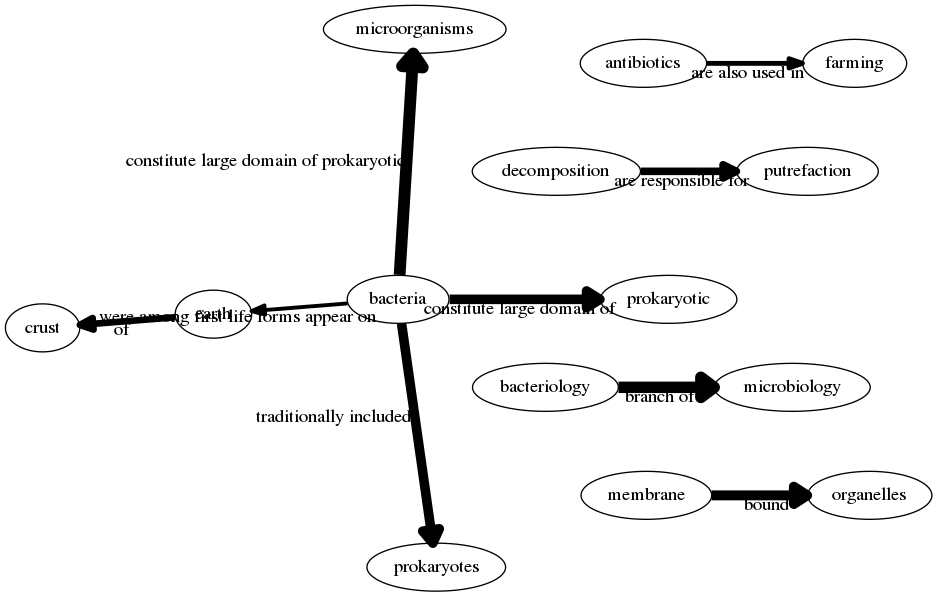 microorganisms
antibiotics
are also used in
farming
constitute large domain of prokaryotic
decomposition
are responsible for
putrefaction
bacteria
constitute large domain of
prokaryotic
crust
of
earth
were among first life forms appear on
bacteriology
branch of
microbiology
traditionally included
membrane
bound
organelles
prokaryotes